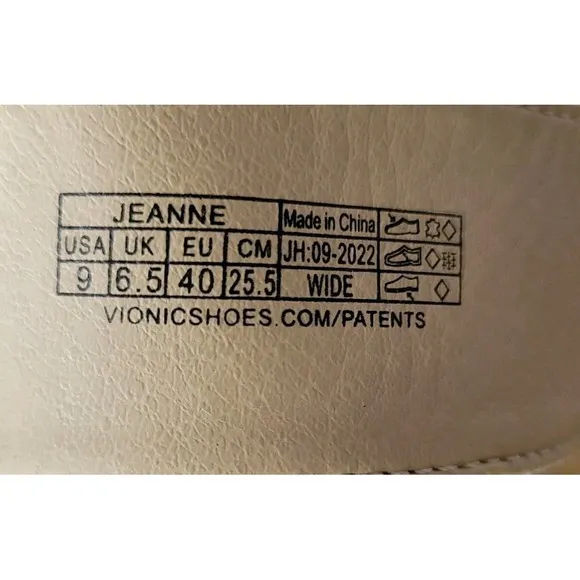 JEANNE Made in China
USA UK EU CM JH:09-2022
9 6.5 40 25.5 WIDE
VIONICSHOES.COM/PATENTS